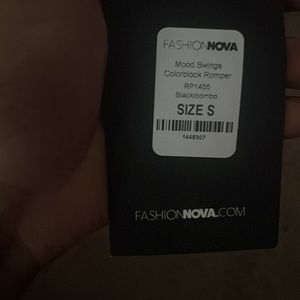 FASHIONNOVA
Mood Swings
Colorblock Romper
RP1455
Black/combo
SIZE S
1448307
FASHIONNOVA.COM